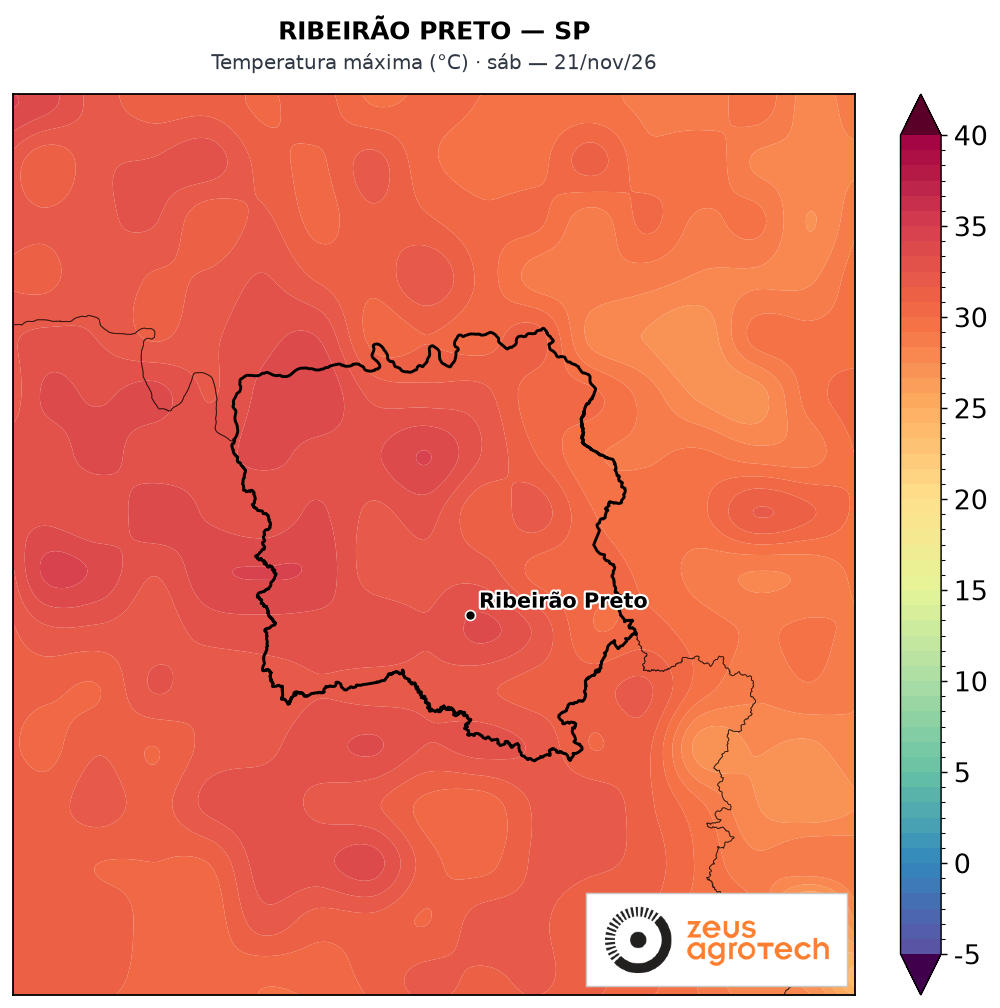 RIBEIRÃO PRETO — SP
Temperatura máxima (°C) · sáb — 21/nov/26
40
35
30
25
20
15
10
5
0
-5
Ribeirão Preto
zeus
agrotech